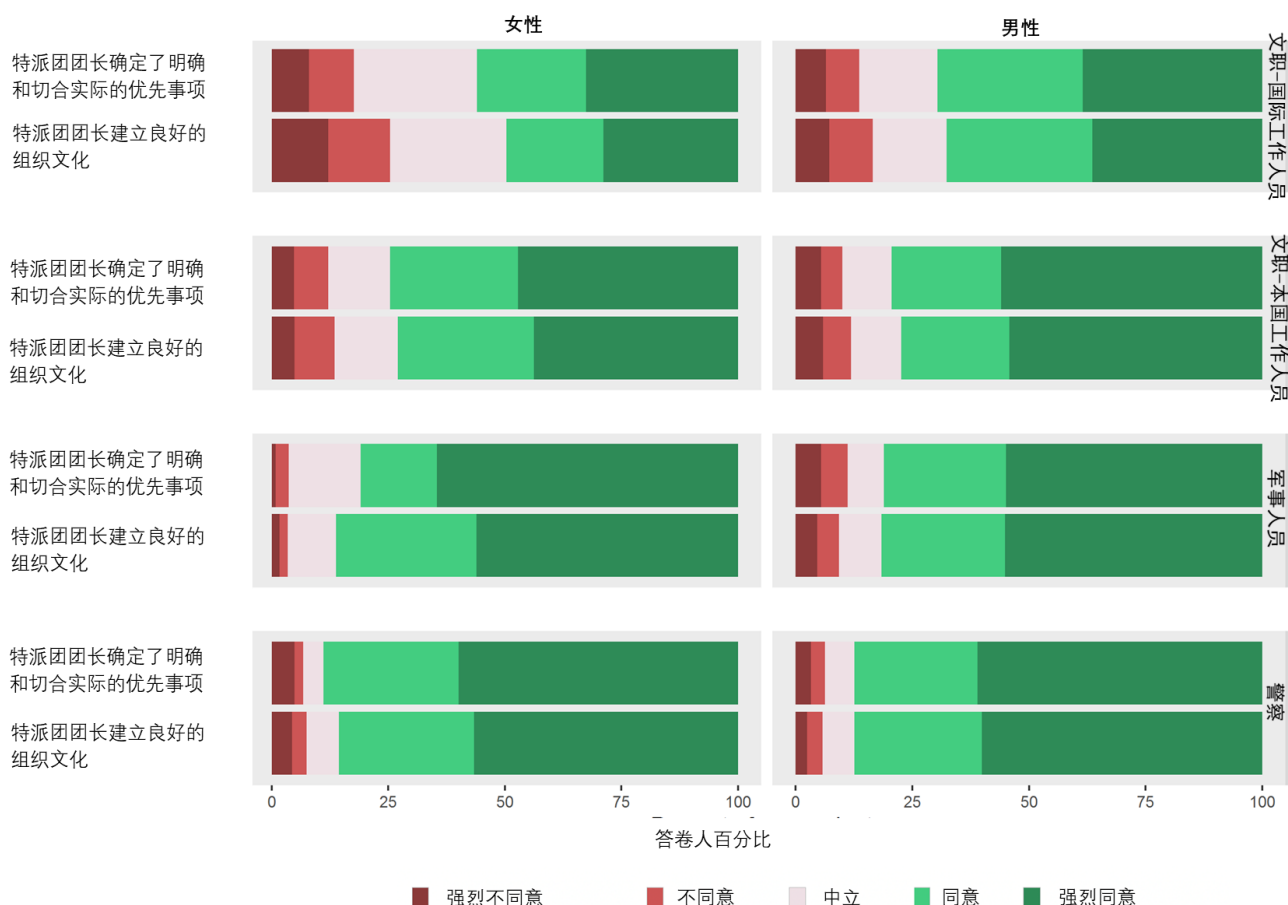 女性
男性
特派团团长确定了明确
和切合实际的优先事项
特派团团长建立良好的
组织文化
文职-国际工作人员
特派团团长确定了明确
和切合实际的优先事项
特派团团长建立良好的
组织文化
文职-本国工作人员
特派团团长确定了明确
和切合实际的优先事项
特派团团长建立良好的
组织文化
军事人员
特派团团长确定了明确
和切合实际的优先事项
特派团团长建立良好的
组织文化
警察
0 25 50 75 100
0 25 50 75 100
答卷人百分比
强烈不同意 不同意 中立 同意 强烈同意